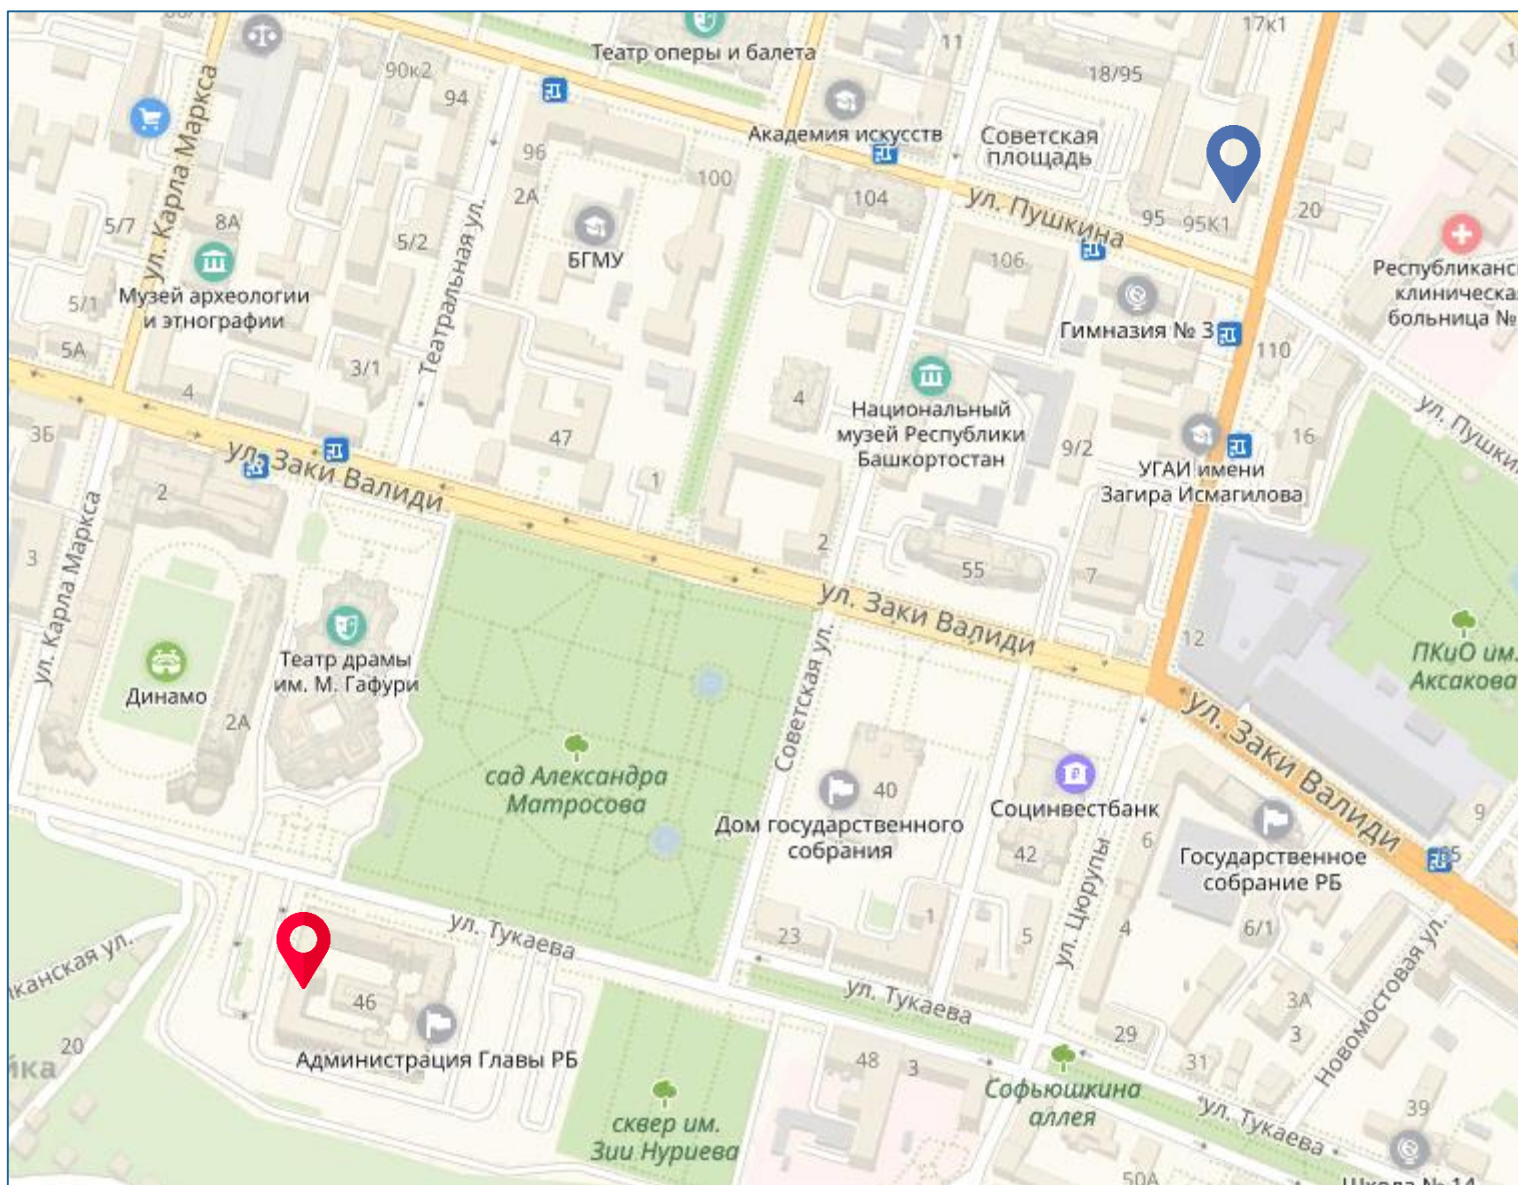 17к1
Театр оперы и балета
11
90к2
18/95
94
ул. Карла Маркса
Академия искусств
Советская
площадь
96
100
2А
104
ул. Пушкина
95
95К1
20
5/7
8А
5/2
БГМУ
106
Республиканс
клиническа
больница №
Музей археологии
и этнографии
5/1
Театральная ул.
Гимназия № 3
5А
3/1
110
4
4
ул. Пушки
Национальный
музей Республики
Башкортостан
3Б
47
9/2
16
УГАИ имени
Загира Исмагилова
ул. Заки Валиди
1
2
2
3
55
7
ул. Карла Маркса
ул. Заки Валиди
12
ПКиО им.
Аксакова
Театр драмы
им. М. Гафури
Динамо
2А
Советская ул.
ул. Заки Валиди
сад Александра
Матросова
40
Социнвестбанк
Дом государственного
собрания
42
6
9
Государственное
собрание РБ
ул. Цюрупы
ул. Тукаева
1
23
5
4
6/1
канская ул.
46
ул. Тукаева
3А
3
Новомостовая ул.
29
31
20
йка
Администрация Главы РБ
48
3
Софьюшкина
аллея
39
сквер им.
Зии Нуриева
ул. Тукаева
50А
Школа № 14